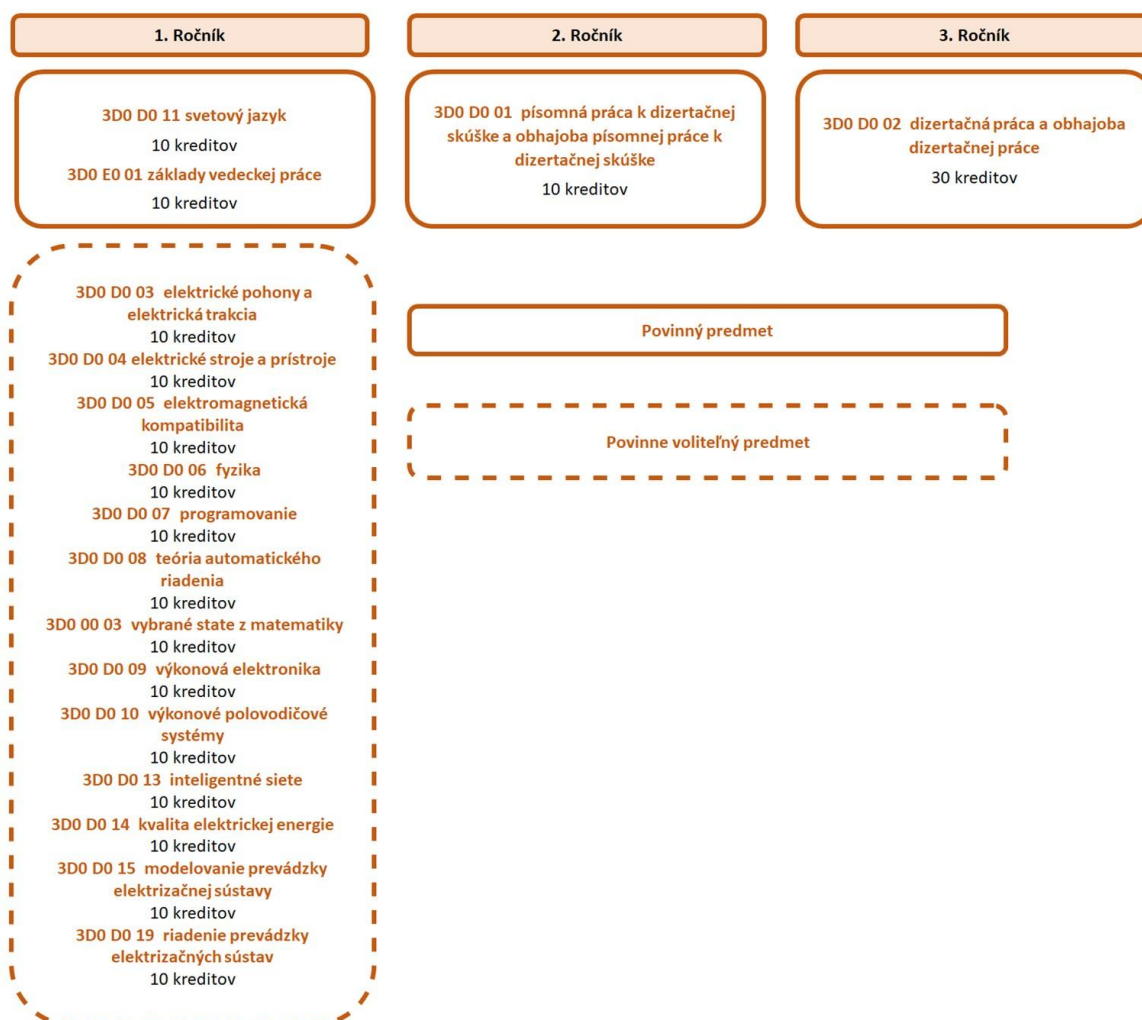 1. Ročník
2. Ročník
3. Ročník
3D0 D0 11 svetový jazyk
10 kreditov
3D0 E0 01 základy vedeckej práce
10 kreditov
3D0 D0 01 písomná práca k dizertačnej
skúške a obhajoba písomnej práce k
dizertačnej skúške
10 kreditov
3D0 D0 02 dizertačná práca a obhajoba
dizertačnej práce
30 kreditov
3D0 D0 03 elektrické pohony a
elektrická trakcia
10 kreditov
3D0 D0 04 elektrické stroje a prístroje
10 kreditov
3D0 D0 05 elektromagnetická
kompatibilita
10 kreditov
3D0 D0 06 fyzika
10 kreditov
3D0 D0 07 programovanie
10 kreditov
3D0 D0 08 teória automatického
riadenia
10 kreditov
3D0 00 03 vybrané state z matematiky
10 kreditov
3D0 D0 09 výkonová elektronika
10 kreditov
3D0 D0 10 výkonové polovodičové
systémy
10 kreditov
3D0 D0 13 inteligentné siete
10 kreditov
3D0 D0 14 kvalita elektrickej energie
10 kreditov
3D0 D0 15 modelovanie prevádzky
elektrizačnej sústavy
10 kreditov
3D0 D0 19 riadenie prevádzky
elektrizačných sústav
10 kreditov
Povinný predmet
Povinne voliteľný predmet